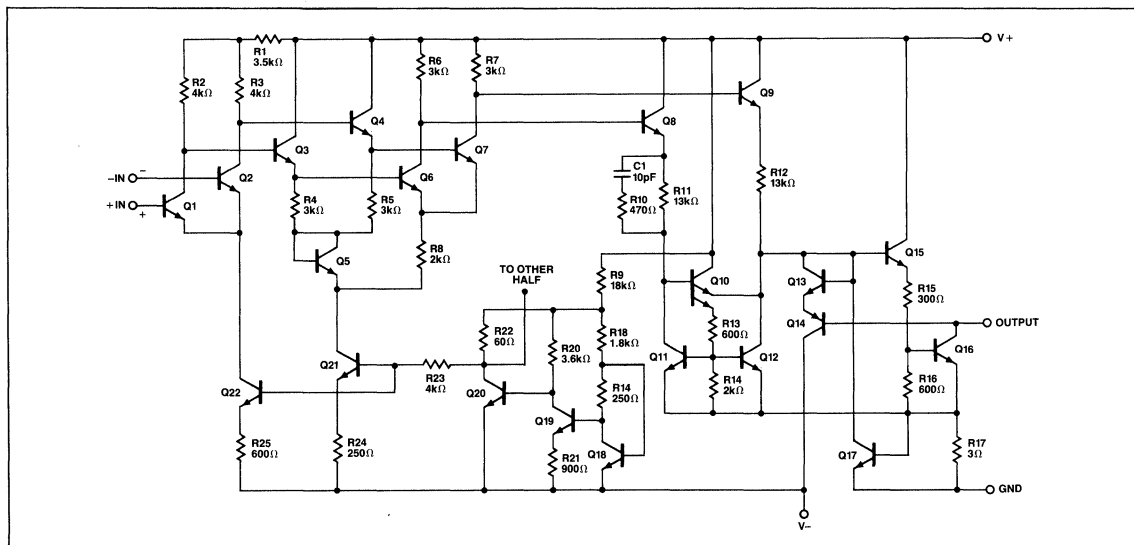 V+
R1
3.5kΩ
R2
4kΩ
R3
4kΩ
R6
3kΩ
R7
3kΩ
Q9
Q4
Q8
Q3
Q7
−IN
−
Q2
Q6
C1
10pF
R12
13kΩ
+IN
+
Q1
R4
3kΩ
R5
3kΩ
R10
470Ω
R11
13kΩ
Q5
R8
2kΩ
Q15
TO OTHER
HALF
R9
18kΩ
Q10
Q13
R15
300Ω
R22
60Ω
R20
3.6kΩ
R18
1.8kΩ
R13
600Ω
Q14
OUTPUT
Q21
R23
4kΩ
Q11
Q12
Q16
Q22
Q20
R14
250Ω
R14
2kΩ
R16
600Ω
Q19
R25
600Ω
R24
250Ω
R21
900Ω
Q18
Q17
R17
3Ω
GND
V−